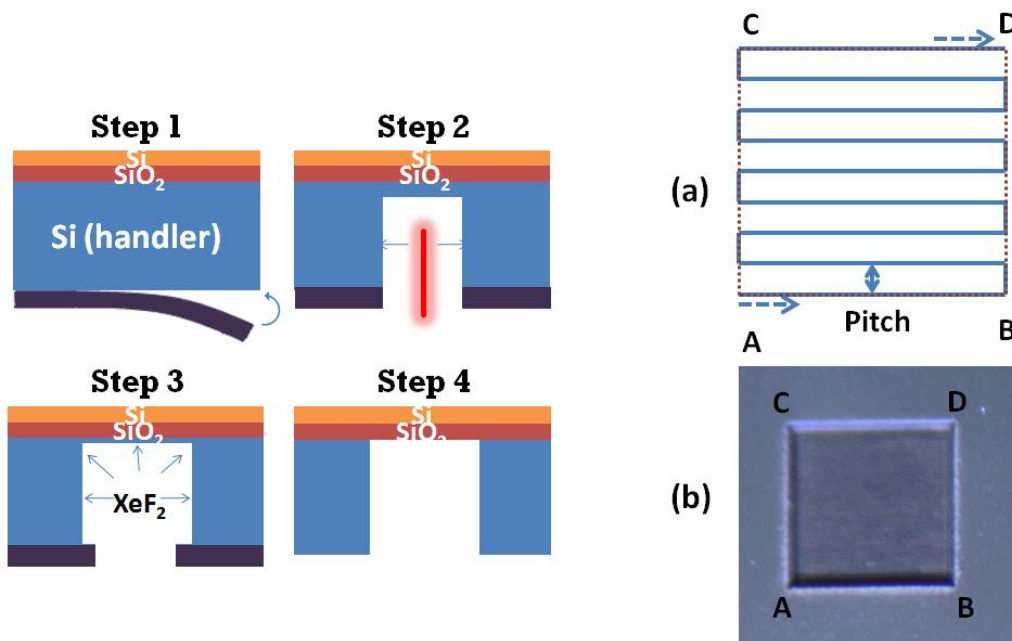 Step 1
Si
SiO₂
Si (handler)
Step 2
Si
SiO₂
Step 3
Si
SiO₂
XeF₂
Step 4
Si
SiO₂
C
D
(a)
Pitch
A
B
C
D
(b)
A
B